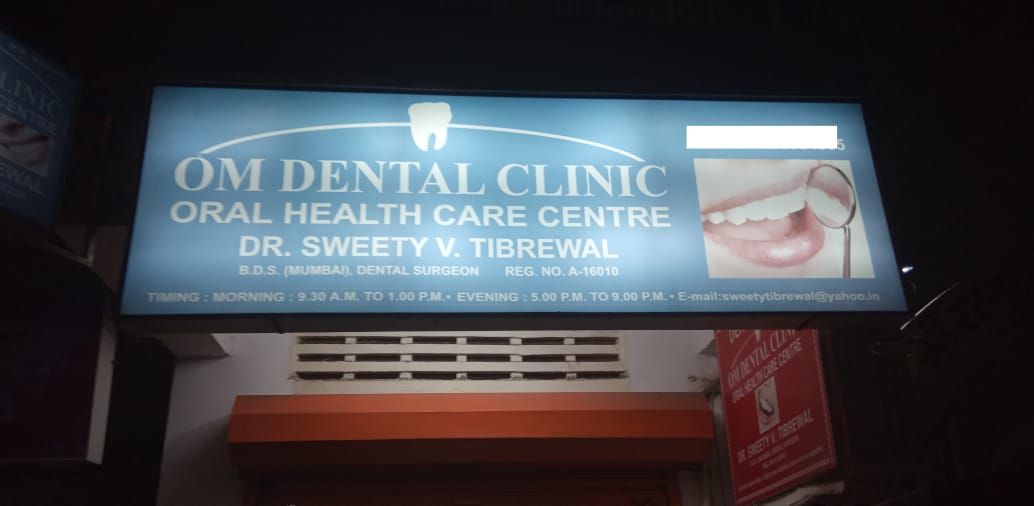 OM DENTAL CLINIC
ORAL HEALTH CARE CENTRE
DR. SWEETY V. TIBREWAL
B.D.S. (MUMBAI), DENTAL SURGEON REG. NO. A-16010
TIMING : MORNING : 9.30 A.M. TO 1.00 P.M. • EVENING : 5.00 P.M. TO 9.00 P.M. • E-mail:sweetytibrewal@yahoo.in
LINIC
CENTRE
EWAL
OM DENTAL CLINIC
ORAL HEALTH CARE CENTRE
DR. SWEETY V. TIBREWAL